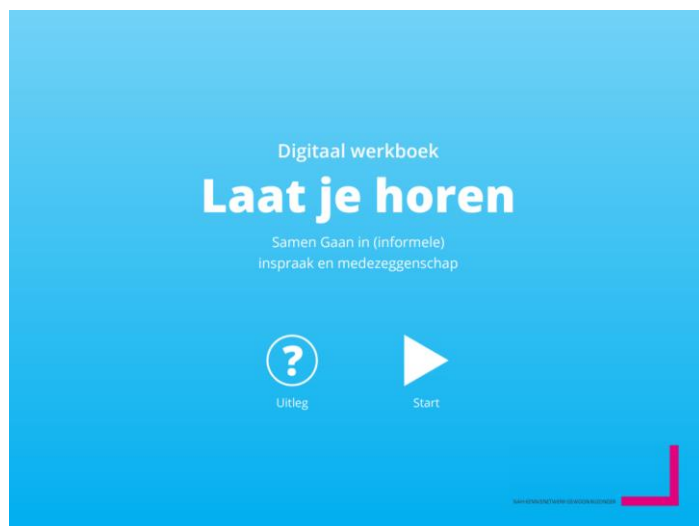 Digitaal werkboek
Laat je horen
Samen Gaan in (informele)
inspraak en medezeggenschap
?
Uitleg
Start